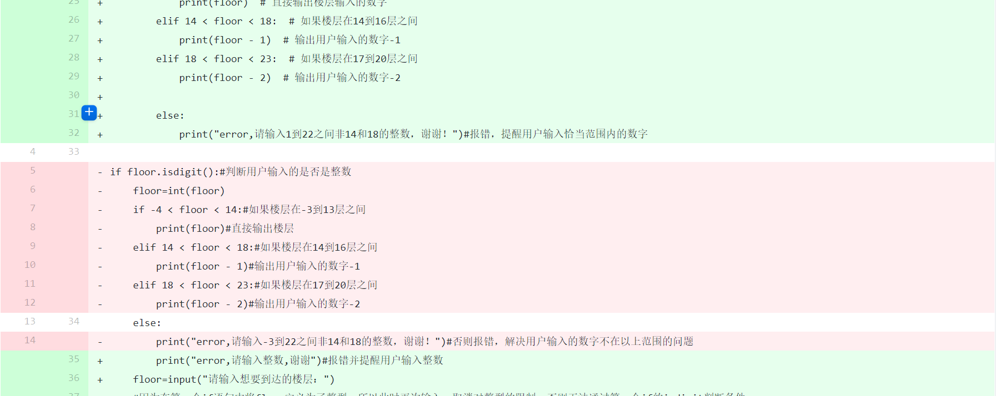 25 + print(floor) # 直接输出楼层输入的数字
26 + elif 14 < floor < 18: # 如果楼层在14到16层之间
27 + print(floor - 1) # 输出用户输入的数字-1
28 + elif 18 < floor < 23: # 如果楼层在17到20层之间
29 + print(floor - 2) # 输出用户输入的数字-2
30 +
31 + else:
32 + print("error,请输入1到22之间非14和18的整数，谢谢！")#报错，提醒用户输入恰当范围内的数字
4 33
5 - if floor.isdigit():#判断用户输入的是否是整数
6 - floor=int(floor)
7 - if -4 < floor < 14:#如果楼层在-3到13层之间
8 - print(floor)#直接输出楼层
9 - elif 14 < floor < 18:#如果楼层在14到16层之间
10 - print(floor - 1)#输出用户输入的数字-1
11 - elif 18 < floor < 23:#如果楼层在17到20层之间
12 - print(floor - 2)#输出用户输入的数字-2
13 34 else:
14 - print("error,请输入-3到22之间非14和18的整数，谢谢！")#否则报错，解决用户输入的数字不在以上范围的问题
35 + print("error,请输入整数,谢谢")#报错并提醒用户输入整数
36 + floor=input("请输入想要到达的楼层：")